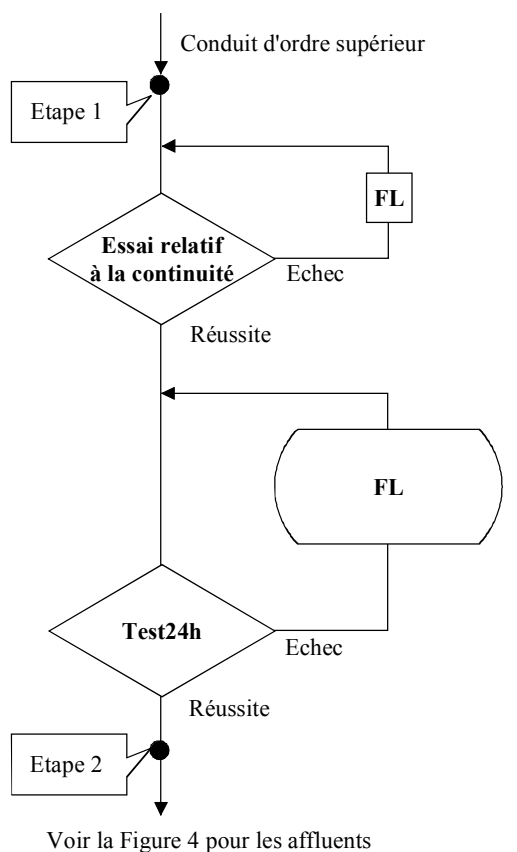 Conduit d'ordre supérieur
Etape 1
FL
Essai relatif
à la continuité
Echec
Réussite
FL
Test24h
Echec
Réussite
Etape 2
Voir la Figure 4 pour les affluents